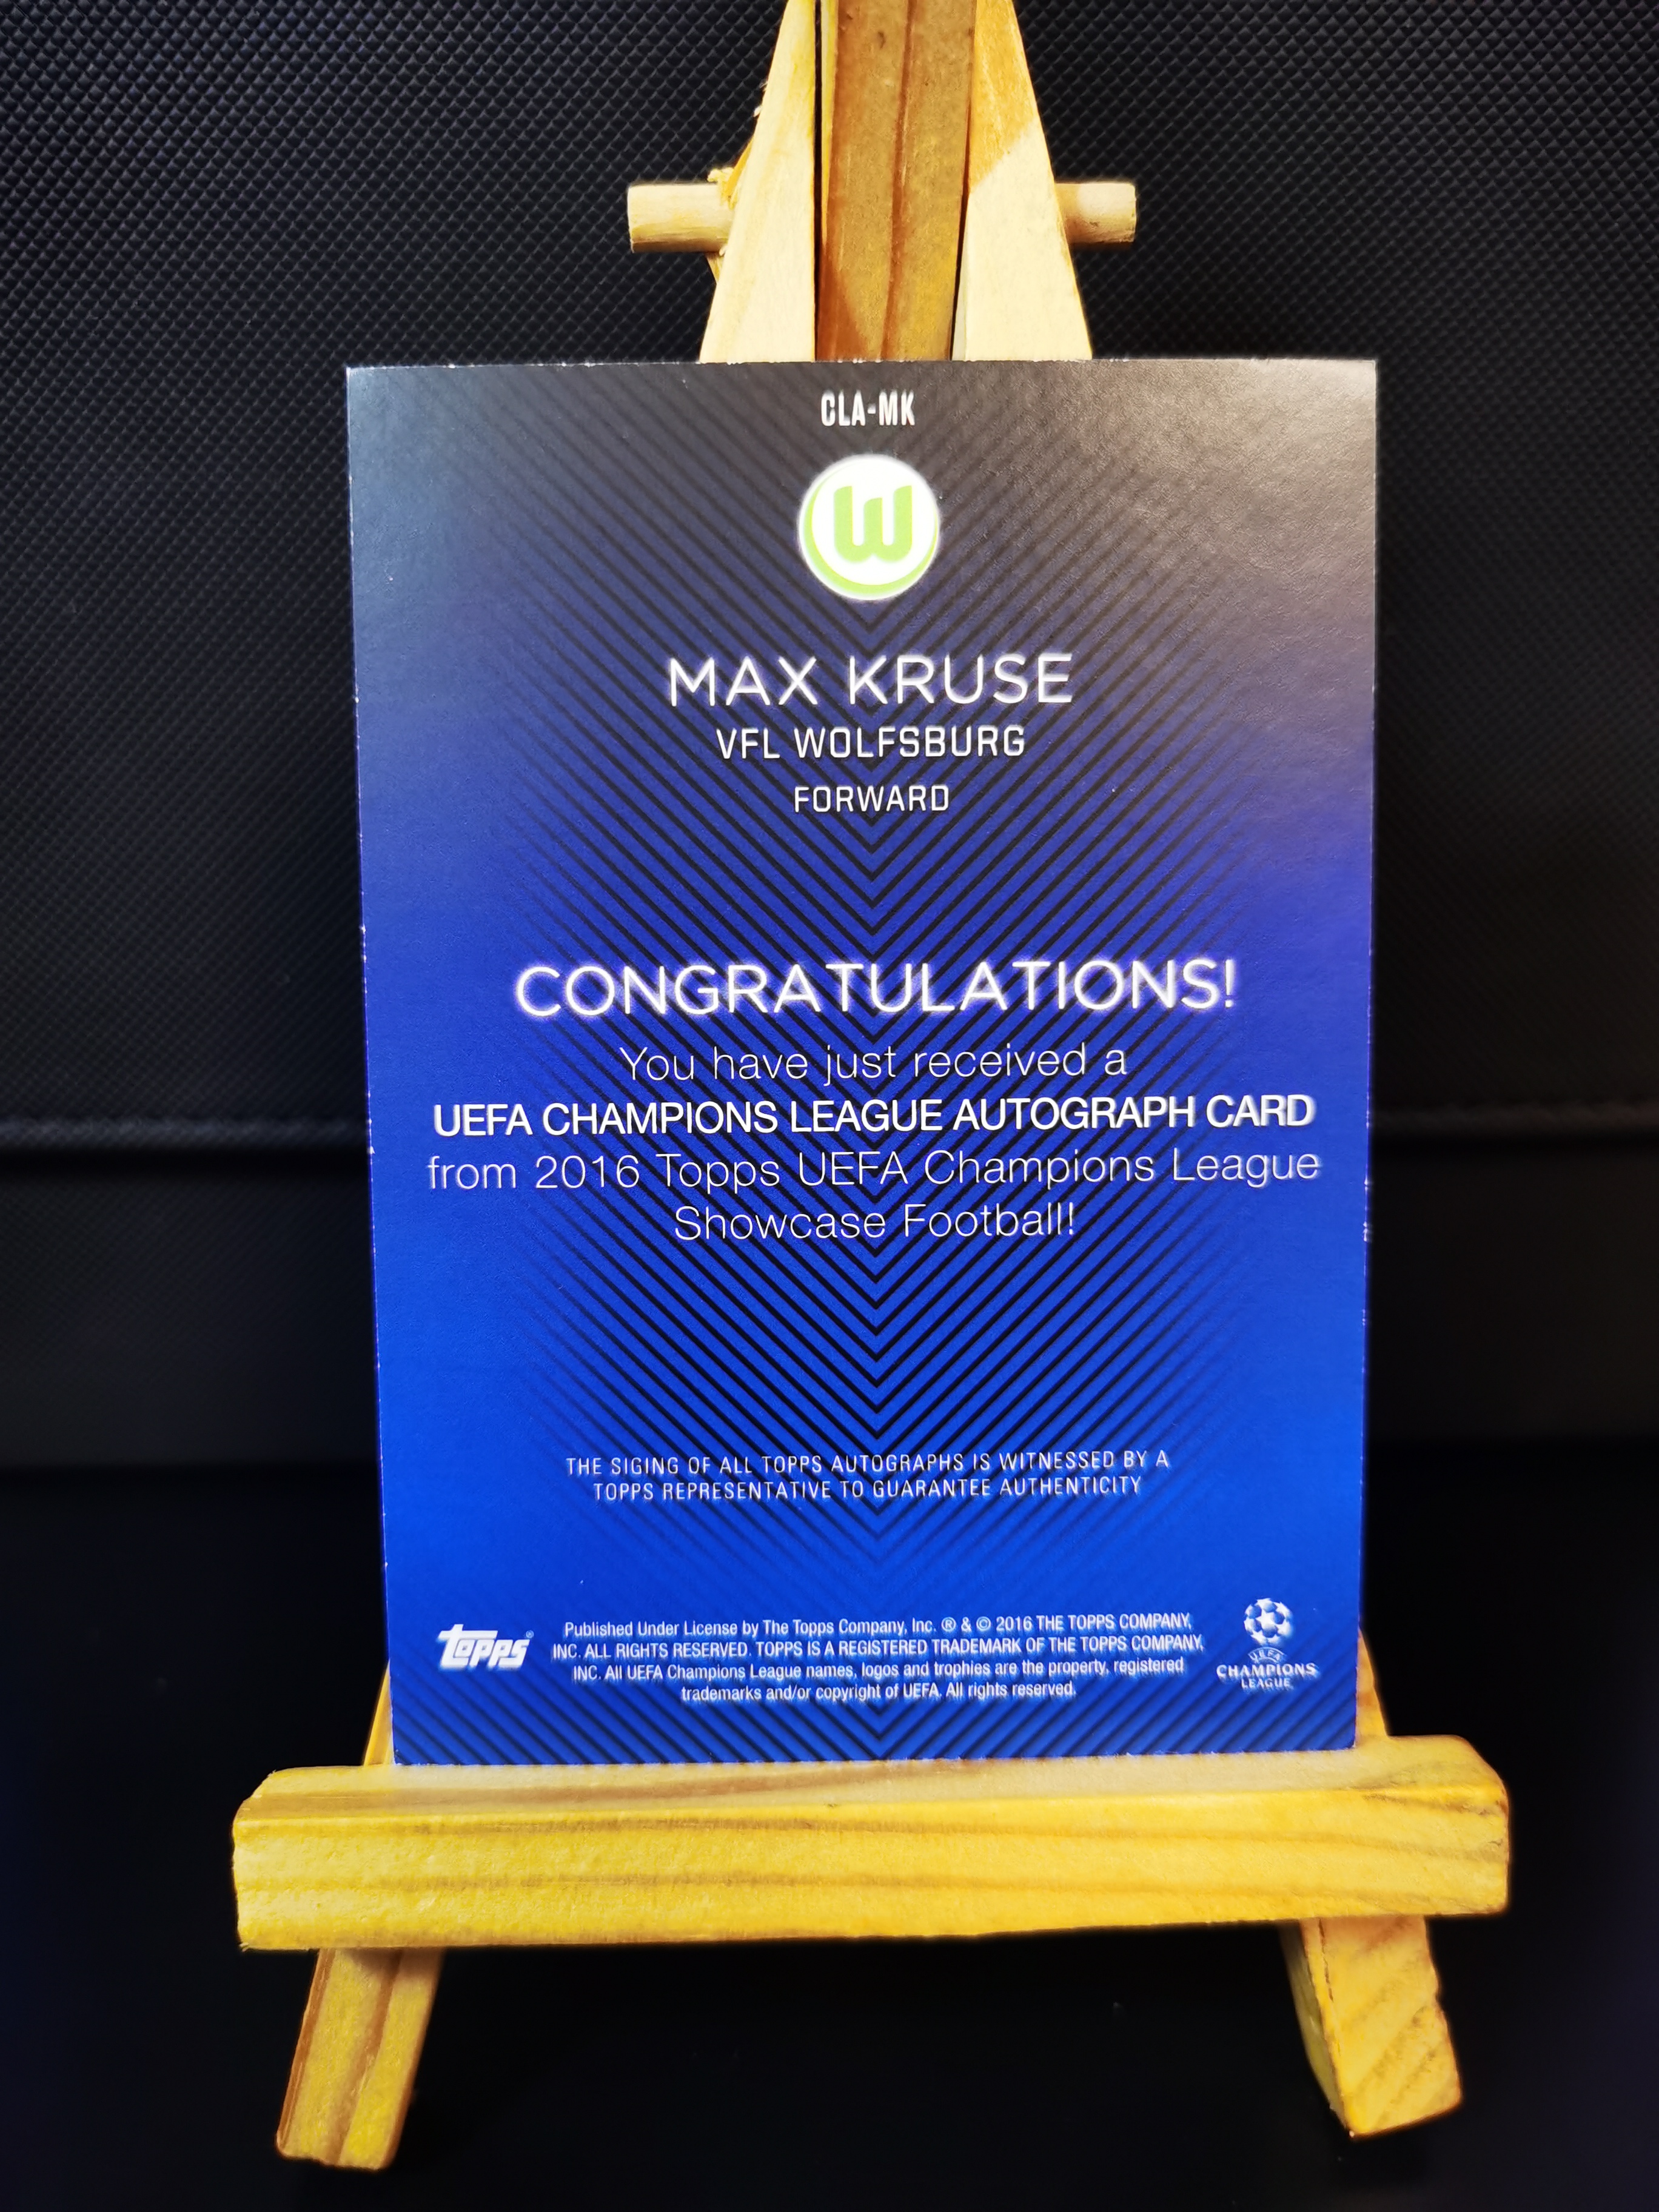 CLA-MK
W
MAX KRUSE
VFL WOLFSBURG
FORWARD
CONGRATULATIONS!
You have just received a
UEFA CHAMPIONS LEAGUE AUTOGRAPH CARD
from 2016 Topps UEFA Champions League
Showcase Football!
THE SIGING OF ALL TOPPS AUTOGRAPHS IS WITNESSED BY A
TOPPS REPRESENTATIVE TO GUARANTEE AUTHENTICITY
topps®
Published Under License by The Topps Company, Inc. ® & © 2016 THE TOPPS COMPANY,
INC. ALL RIGHTS RESERVED. TOPPS IS A REGISTERED TRADEMARK OF THE TOPPS COMPANY,
INC. All UEFA Champions League names, logos and trophies are the property, registered
trademarks and/or copyright of UEFA. All rights reserved.
UEFA
CHAMPIONS
LEAGUE